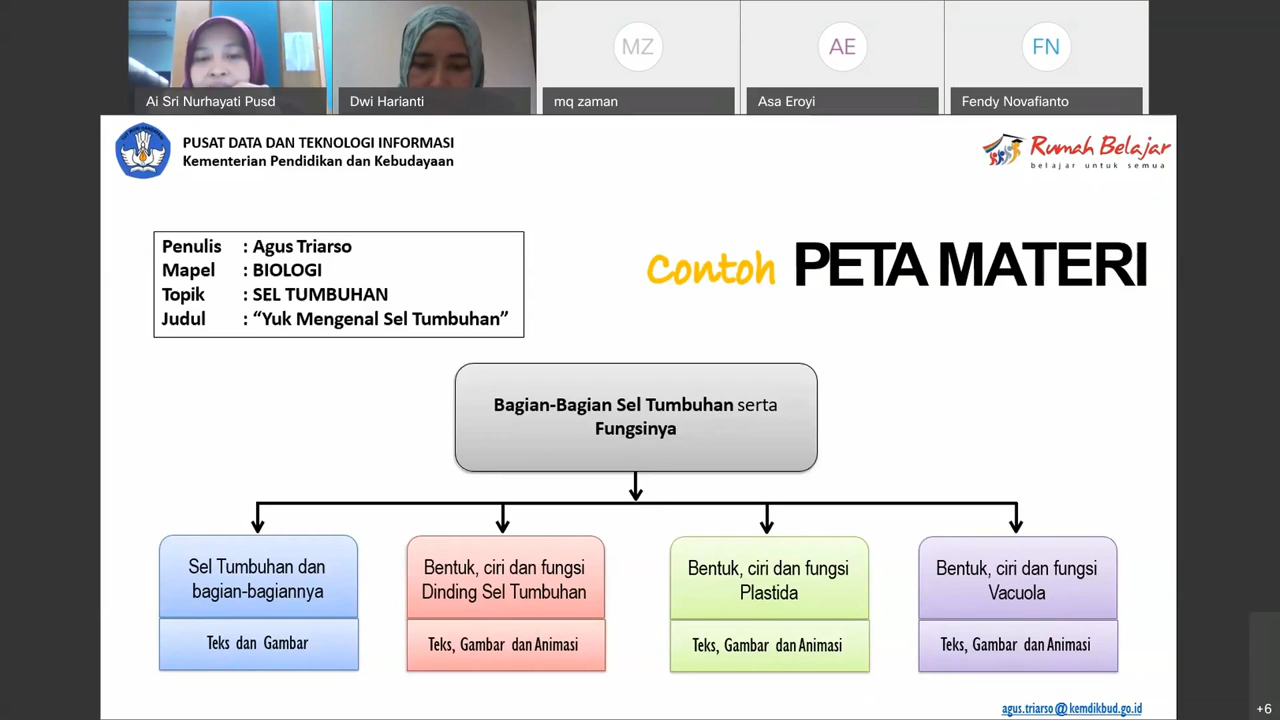 MZ
AE
FN
Ai Sri Nurhayati Pusd
Dwi Harianti
mq zaman
Asa Eroyi
Fendy Novafianto
PUSAT DATA DAN TEKNOLOGI INFORMASI
Kementerian Pendidikan dan Kebudayaan
Rumah Belajar
belajar untuk semua
Penulis : Agus Triarso
Mapel : BIOLOGI
Topik : SEL TUMBUHAN
Judul : “Yuk Mengenal Sel Tumbuhan”
Contoh PETA MATERI
Bagian-Bagian Sel Tumbuhan serta
Fungsinya
Sel Tumbuhan dan
bagian-bagiannya
Teks dan Gambar
Bentuk, ciri dan fungsi
Dinding Sel Tumbuhan
Teks, Gambar dan Animasi
Bentuk, ciri dan fungsi
Plastida
Teks, Gambar dan Animasi
Bentuk, ciri dan fungsi
Vacuola
Teks, Gambar dan Animasi
agus.triarso@kemdikbud.go.id
+6